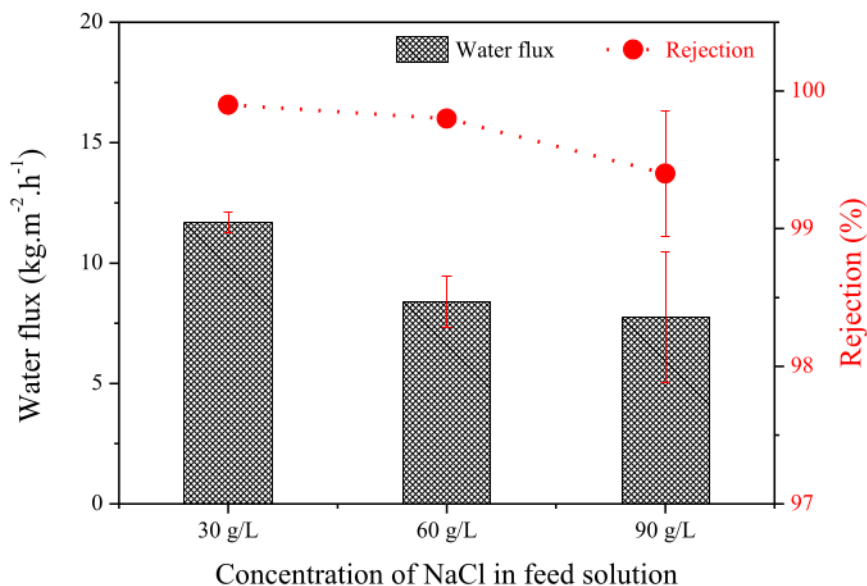 Water flux
Rejection
Water flux (kg.m⁻².h⁻¹)
20
15
10
5
0
100
99
98
97
Rejection (%)
30 g/L
60 g/L
90 g/L
Concentration of NaCl in feed solution